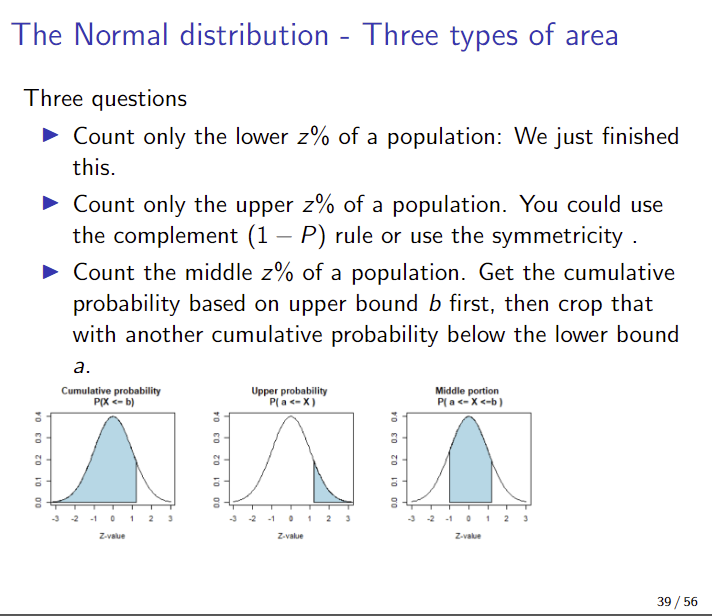 The Normal distribution - Three types of area
Three questions
▶ Count only the lower z% of a population: We just finished
this.
▶ Count only the upper z% of a population. You could use
the complement (1 − P) rule or use the symmetricity .
▶ Count the middle z% of a population. Get the cumulative
probability based on upper bound b first, then crop that
with another cumulative probability below the lower bound
a.
Cumulative probability
P(X <= b)
0.0 0.1 0.2 0.3 0.4
-3 -2 -1 0 1 2 3
Z-value
Upper probability
P( a <= X )
0.0 0.1 0.2 0.3 0.4
-3 -2 -1 0 1 2 3
Z-value
Middle portion
P( a <= X <=b )
0.0 0.1 0.2 0.3 0.4
-3 -2 -1 0 1 2 3
Z-value
39 / 56